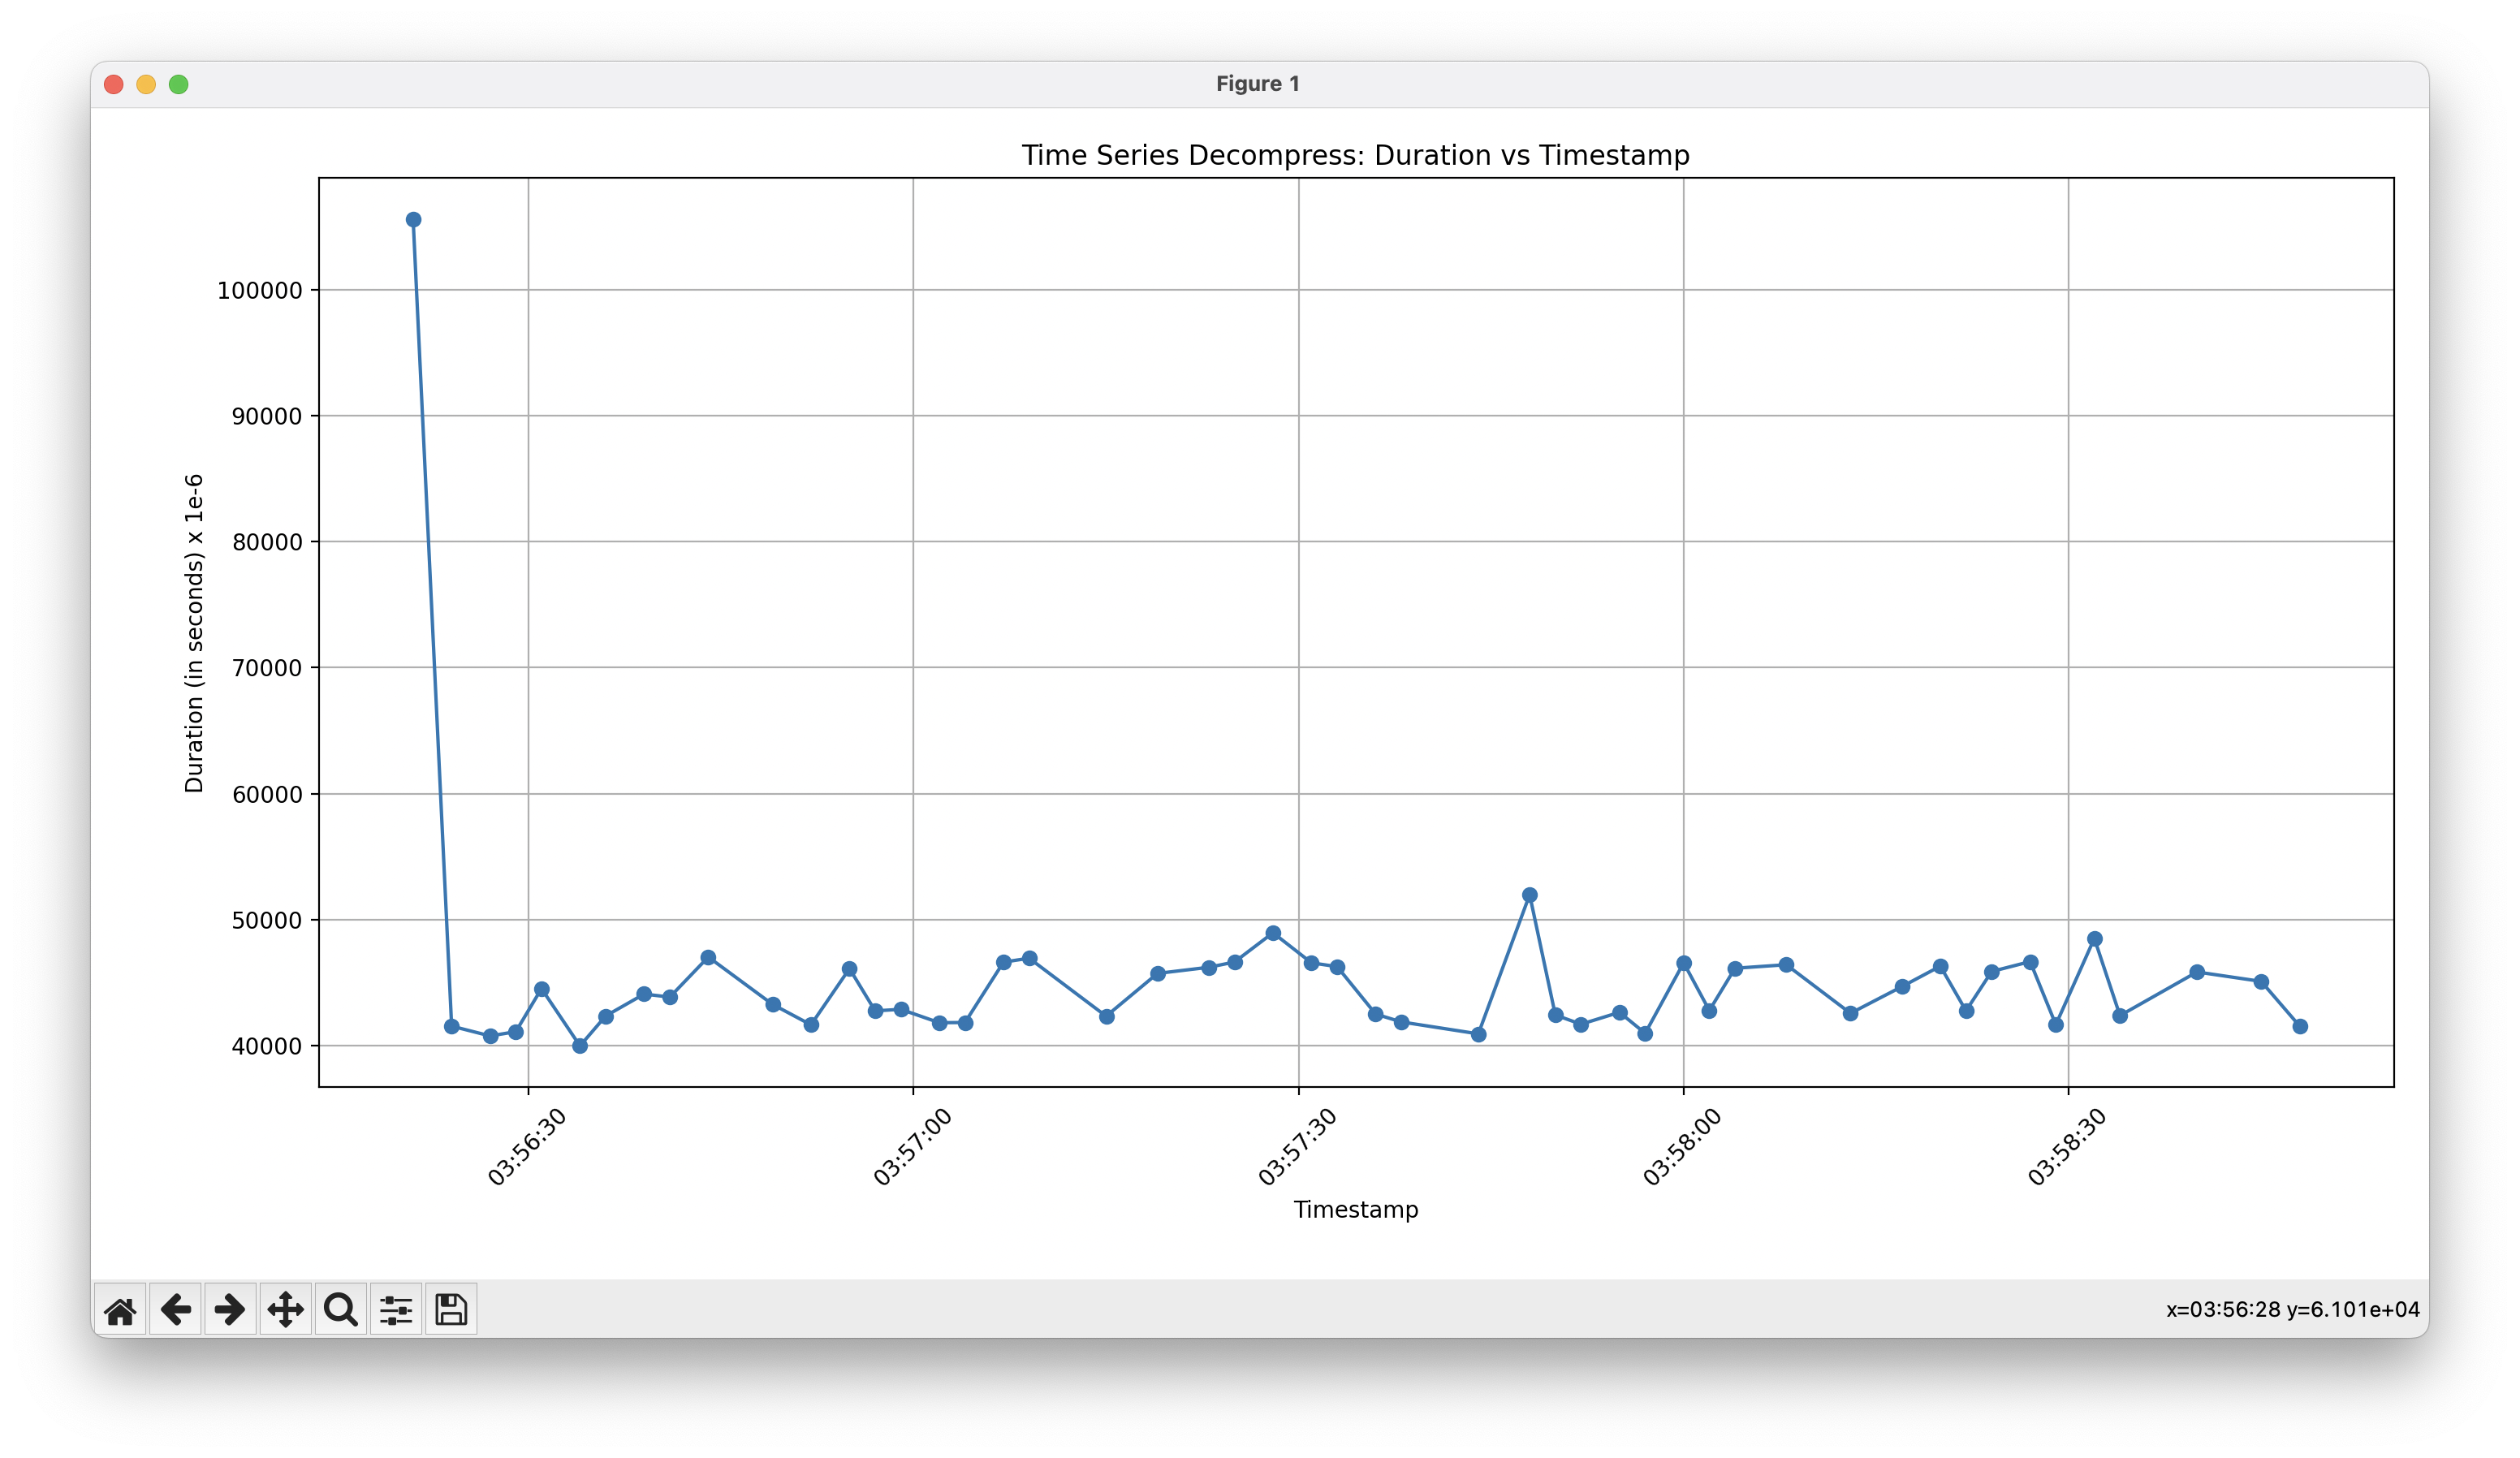 Figure 1
Time Series Decompress: Duration vs Timestamp
100000
90000
80000
70000
60000
50000
40000
Duration (in seconds) x 1e-6
03:56:30
03:57:00
03:57:30
03:58:00
03:58:30
Timestamp
x=03:56:28 y=6.101e+04